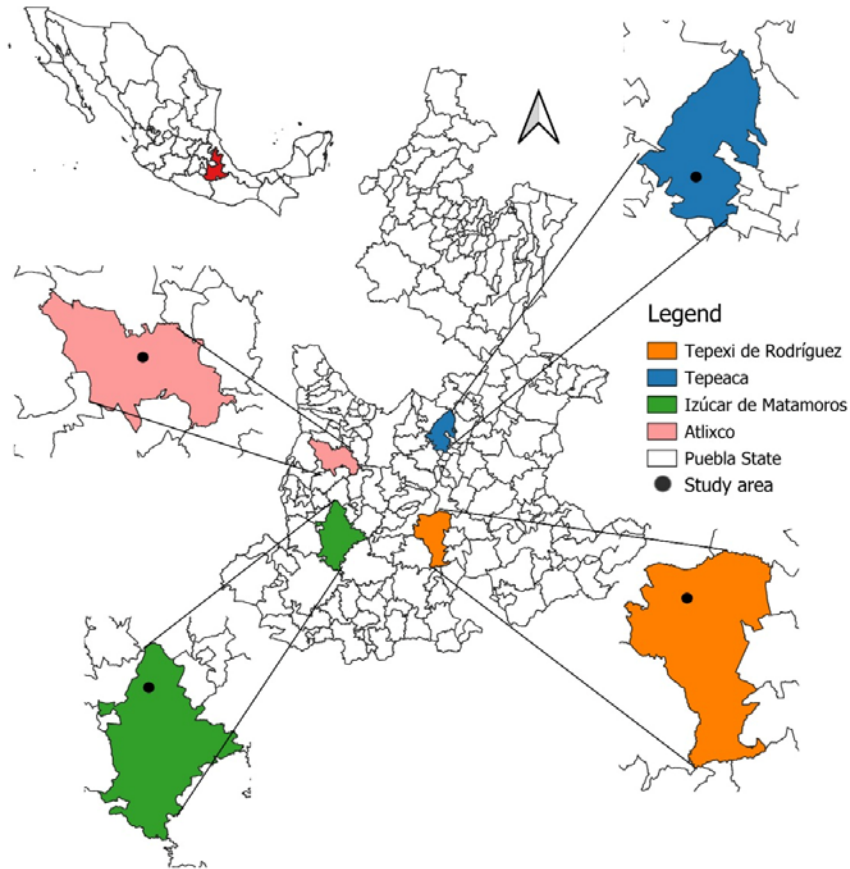 Legend
Tepexi de Rodríguez
Tepeaca
Izúcar de Matamoros
Atlixco
Puebla State
Study area